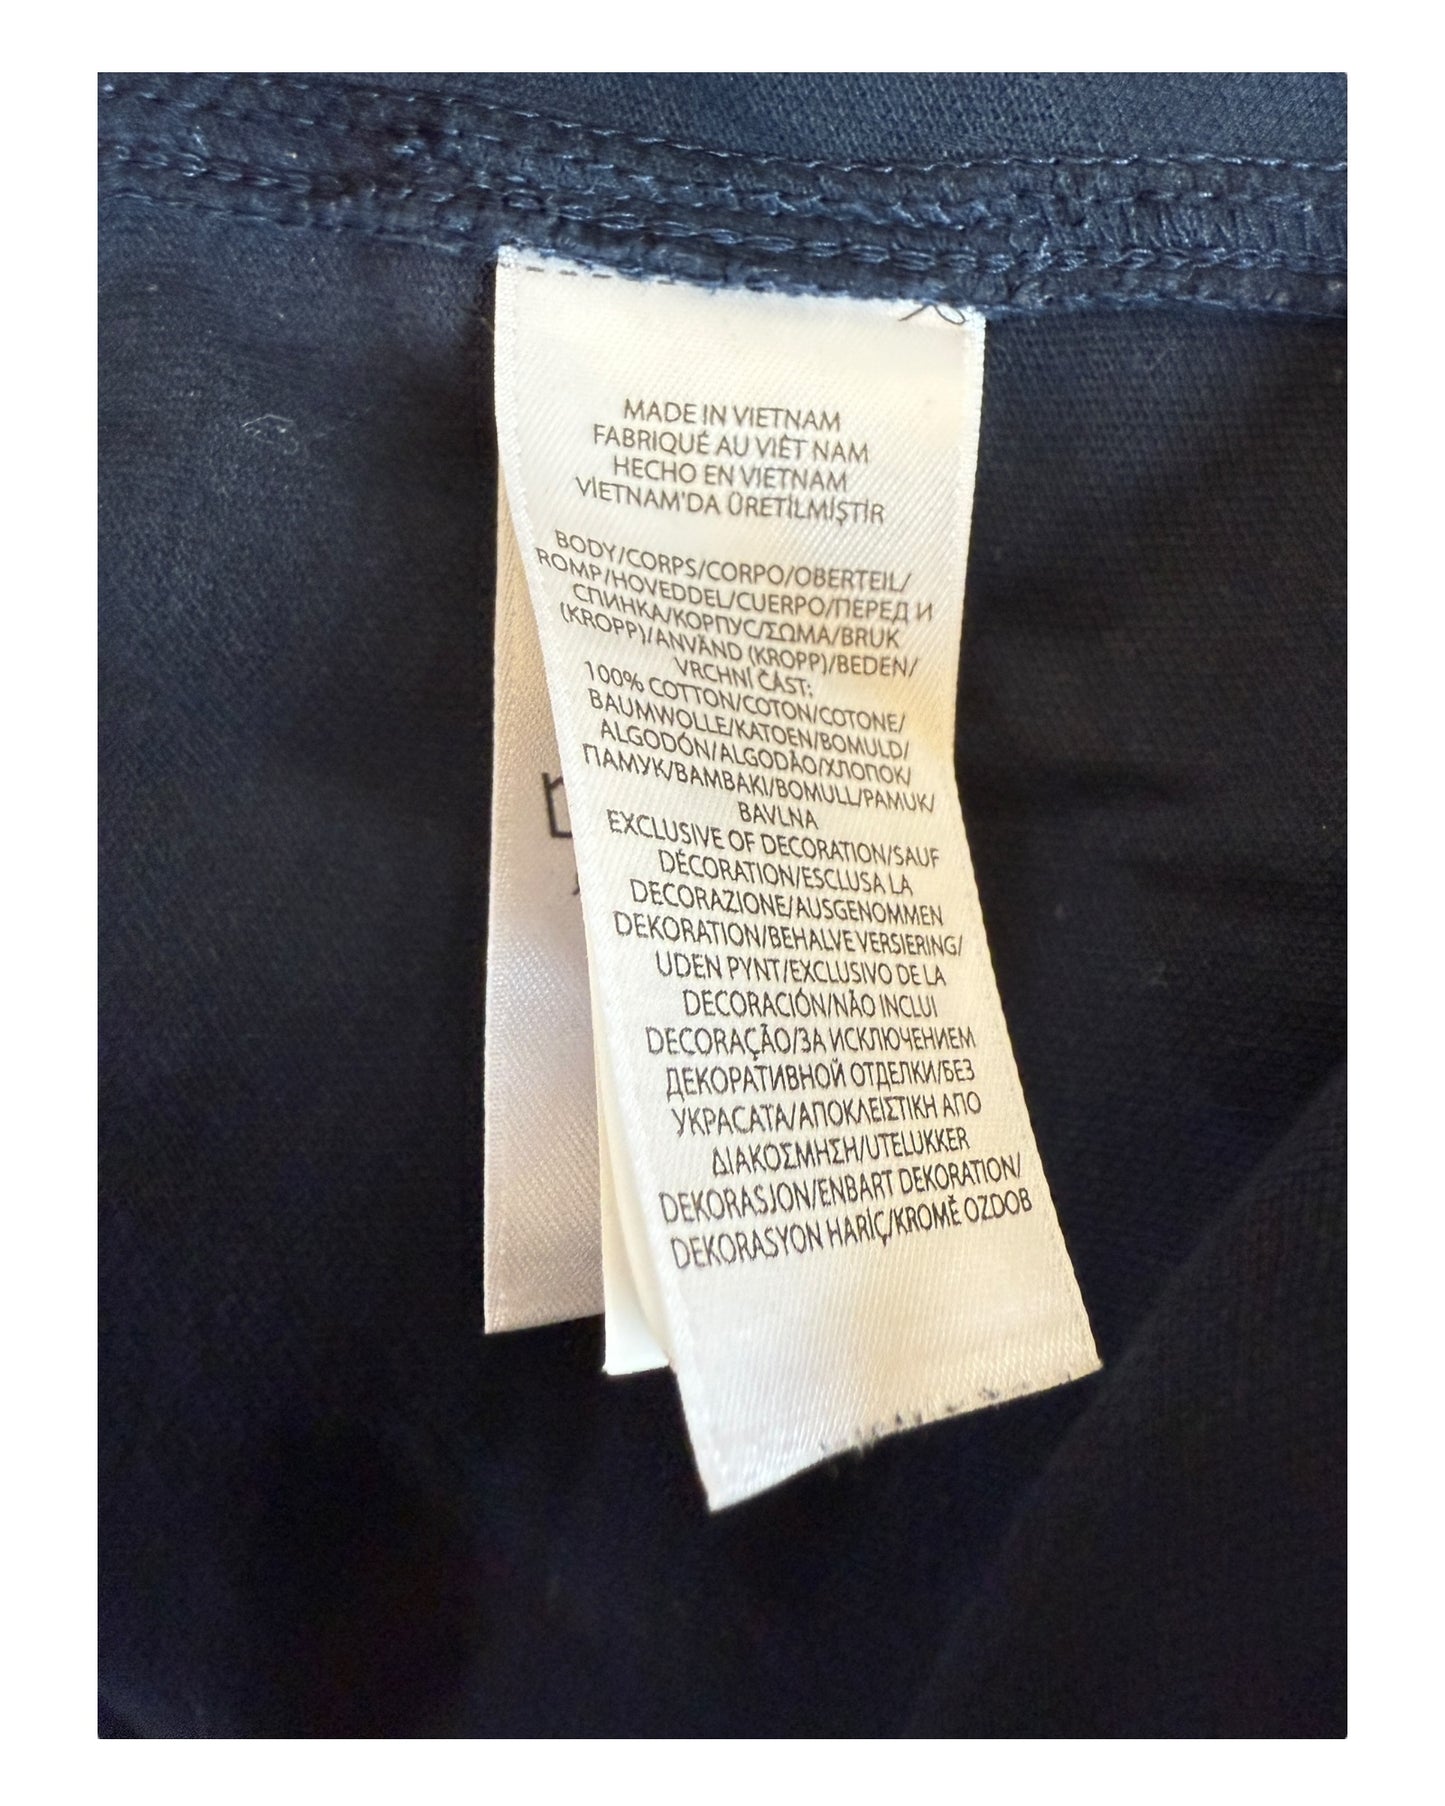 MADE IN VIETNAM
FABRIQUÉ AU VIÊT NAM
HECHO EN VIETNAM
VİETNAM'DA ÜRETİLMİŞTİR
BODY/CORPS/CORPO/OBERTEIL/
ROMP/HOVEDDEL/CUERPO/ПЕРЕД И
СПИНКА/КОРПУС/ΣΩΜΑ/BRUK
(KROPP)/ANVÄND (KROPP)/BEDEN/
VRCHNÍ ČÁST:
100% COTTON/COTON/COTONE/
BAUMWOLLE/KATOEN/BOMULD/
ALGODÓN/ALGODÃO/ХЛОПОК/
ПАМУК/BAMBAKI/BOMULL/PAMUK/
BAVLNA
EXCLUSIVE OF DECORATION/SAUF
DÉCORATION/ESCLUSA LA
DECORAZIONE/AUSGENOMMEN
DEKORATION/BEHALVE VERSIERING/
UDEN PYNT/EXCLUSIVO DE LA
DECORACIÓN/NÃO INCLUI
DECORAÇÃO/ЗА ИСКЛЮЧЕНИЕМ
ДЕКОРАТИВНОЙ ОТДЕЛКИ/БЕЗ
УКРАСАТА/ΑΠΟΚΛΕΙΣΤΙΚΗ ΑΠΟ
ΔΙΑΚΟΣΜΗΣΗ/UTELUKKER
DEKORASJON/ENBART DEKORATION/
DEKORASYON HARİÇ/KROMĚ OZDOB